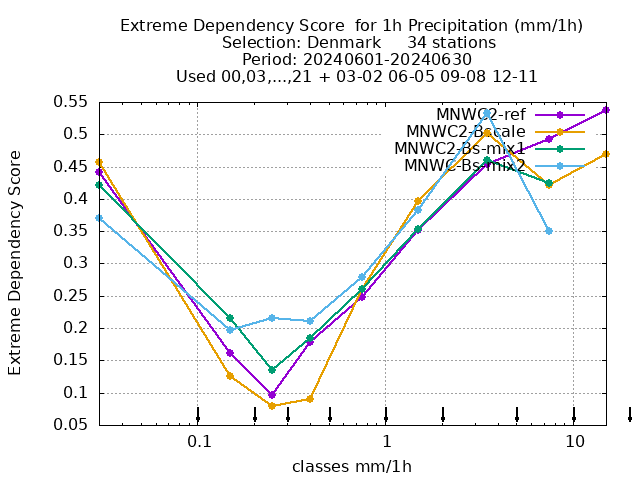 Extreme Dependency Score  for 1h Precipitation (mm/1h)
Selection: Denmark     34 stations
Period: 20240601-20240630
Used 00,03,...,21 + 03-02 06-05 09-08 12-11
MNWC2-ref
MNWC2-Bscale
MNWC2-Bs-mix1
MNWC-Bs-mix2
Extreme Dependency Score
0.55
0.5
0.45
0.4
0.35
0.3
0.25
0.2
0.15
0.1
0.05
0.1
1
10
classes mm/1h